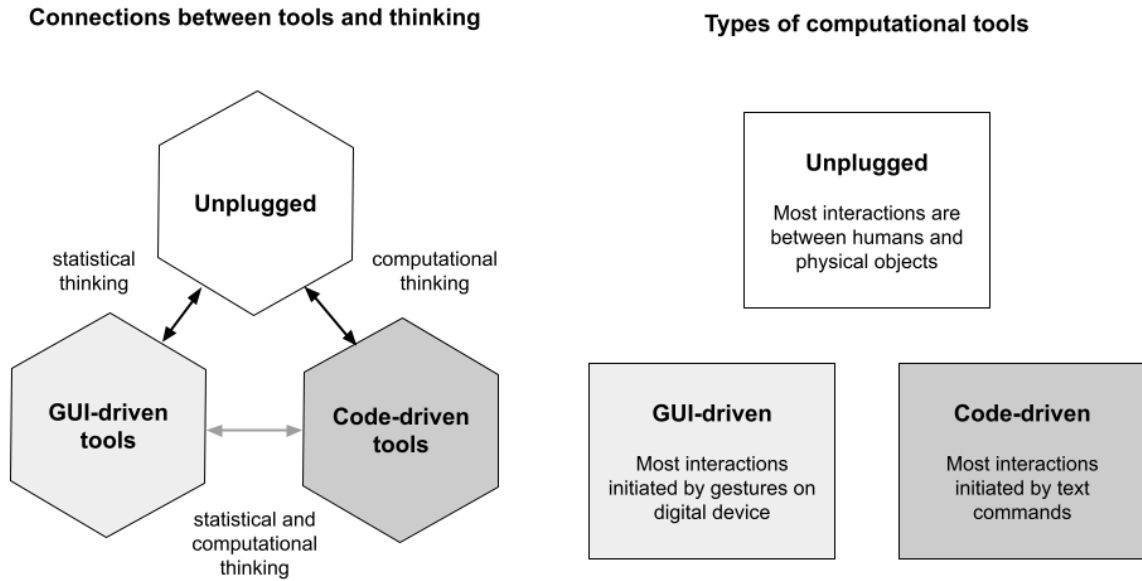 Connections between tools and thinking
Unplugged
statistical
thinking
computational
thinking
GUI-driven
tools
Code-driven
tools
statistical and
computational
thinking
Types of computational tools
Unplugged
Most interactions are
between humans and
physical objects
GUI-driven
Most interactions
initiated by gestures on
digital device
Code-driven
Most interactions
initiated by text
commands